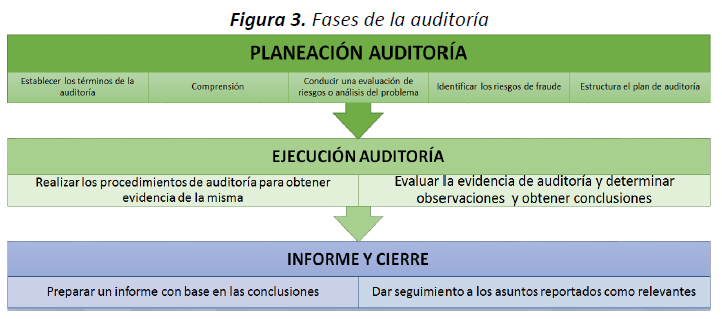 Figura 3. Fases de la auditoría
PLANEACIÓN AUDITORÍA
Establecer los términos de la
auditoría
Comprensión
Conducir una evaluación de
riesgos o análisis del problema
Identificar los riesgos de fraude
Estructura el plan de auditoría
EJECUCIÓN AUDITORÍA
Realizar los procedimientos de auditoría para obtener
evidencia de la misma
Evaluar la evidencia de auditoría y determinar
observaciones y obtener conclusiones
INFORME Y CIERRE
Preparar un informe con base en las conclusiones
Dar seguimiento a los asuntos reportados como relevantes